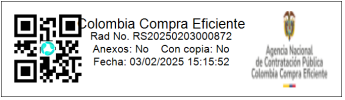 Colombia Compra Eficiente
Rad No. RS20250203000872
Anexos: No Con copia: No
Fecha: 03/02/2025 15:15:52
Agencia Nacional
de Contratación Pública
Colombia Compra Eficiente